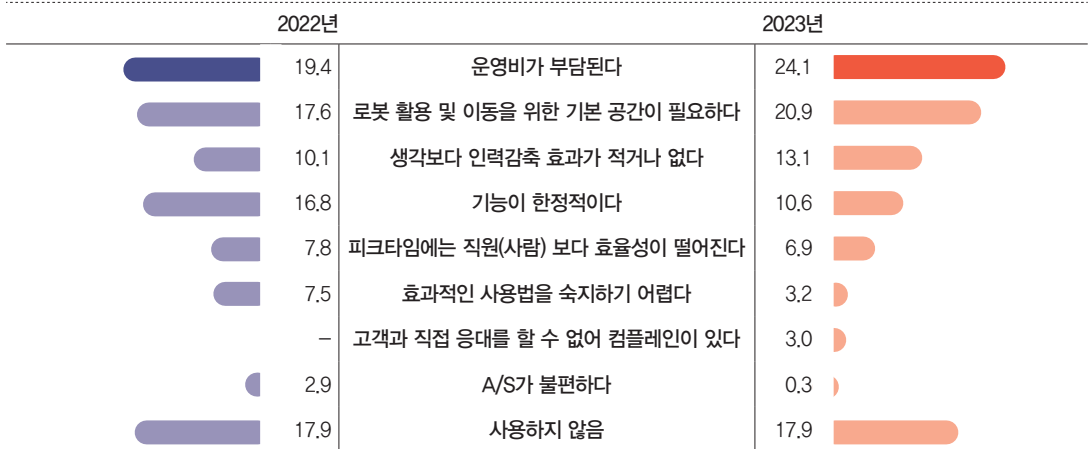 2022년 2023년
19.4 운영비가 부담된다 24.1
17.6 로봇 활용 및 이동을 위한 기본 공간이 필요하다 20.9
10.1 생각보다 인력감축 효과가 적거나 없다 13.1
16.8 기능이 한정적이다 10.6
7.8 피크타임에는 직원(사람) 보다 효율성이 떨어진다 6.9
7.5 효과적인 사용법을 숙지하기 어렵다 3.2
– 고객과 직접 응대를 할 수 없어 컴플레인이 있다 3.0
2.9 A/S가 불편하다 0.3
17.9 사용하지 않음 17.9